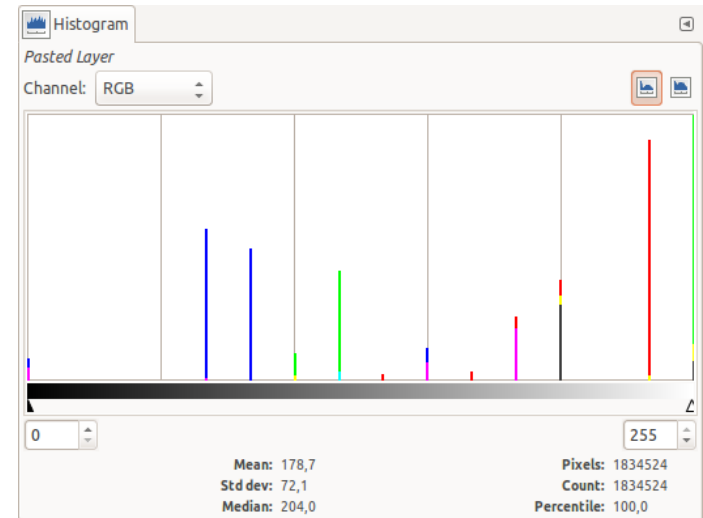 Histogram
Pasted Layer
Channel: RGB
0 255
Mean: 178,7 Pixels: 1834524
Std dev: 72,1 Count: 1834524
Median: 204,0 Percentile: 100,0